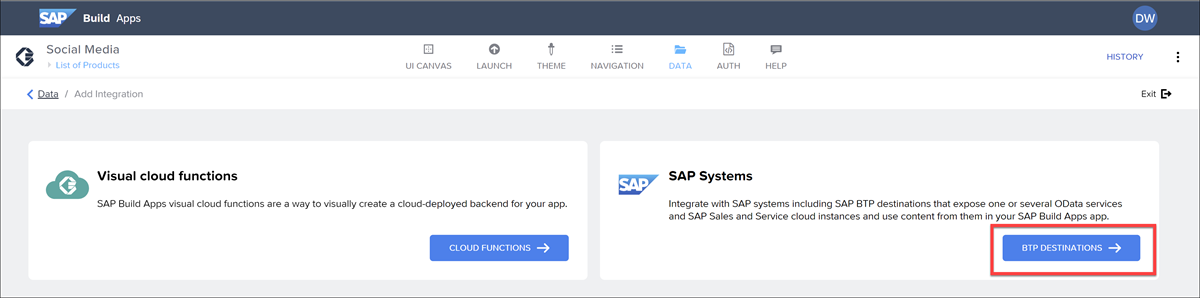 SAP Build Apps DW
Social Media
List of Products
UI CANVAS LAUNCH THEME NAVIGATION DATA AUTH HELP
HISTORY
Data / Add Integration Exit
Visual cloud functions
SAP Build Apps visual cloud functions are a way to visually create a cloud-deployed backend for your app.
CLOUD FUNCTIONS
SAP
SAP Systems
Integrate with SAP systems including SAP BTP destinations that expose one or several OData services
and SAP Sales and Service cloud instances and use content from them in your SAP Build Apps app.
BTP DESTINATIONS